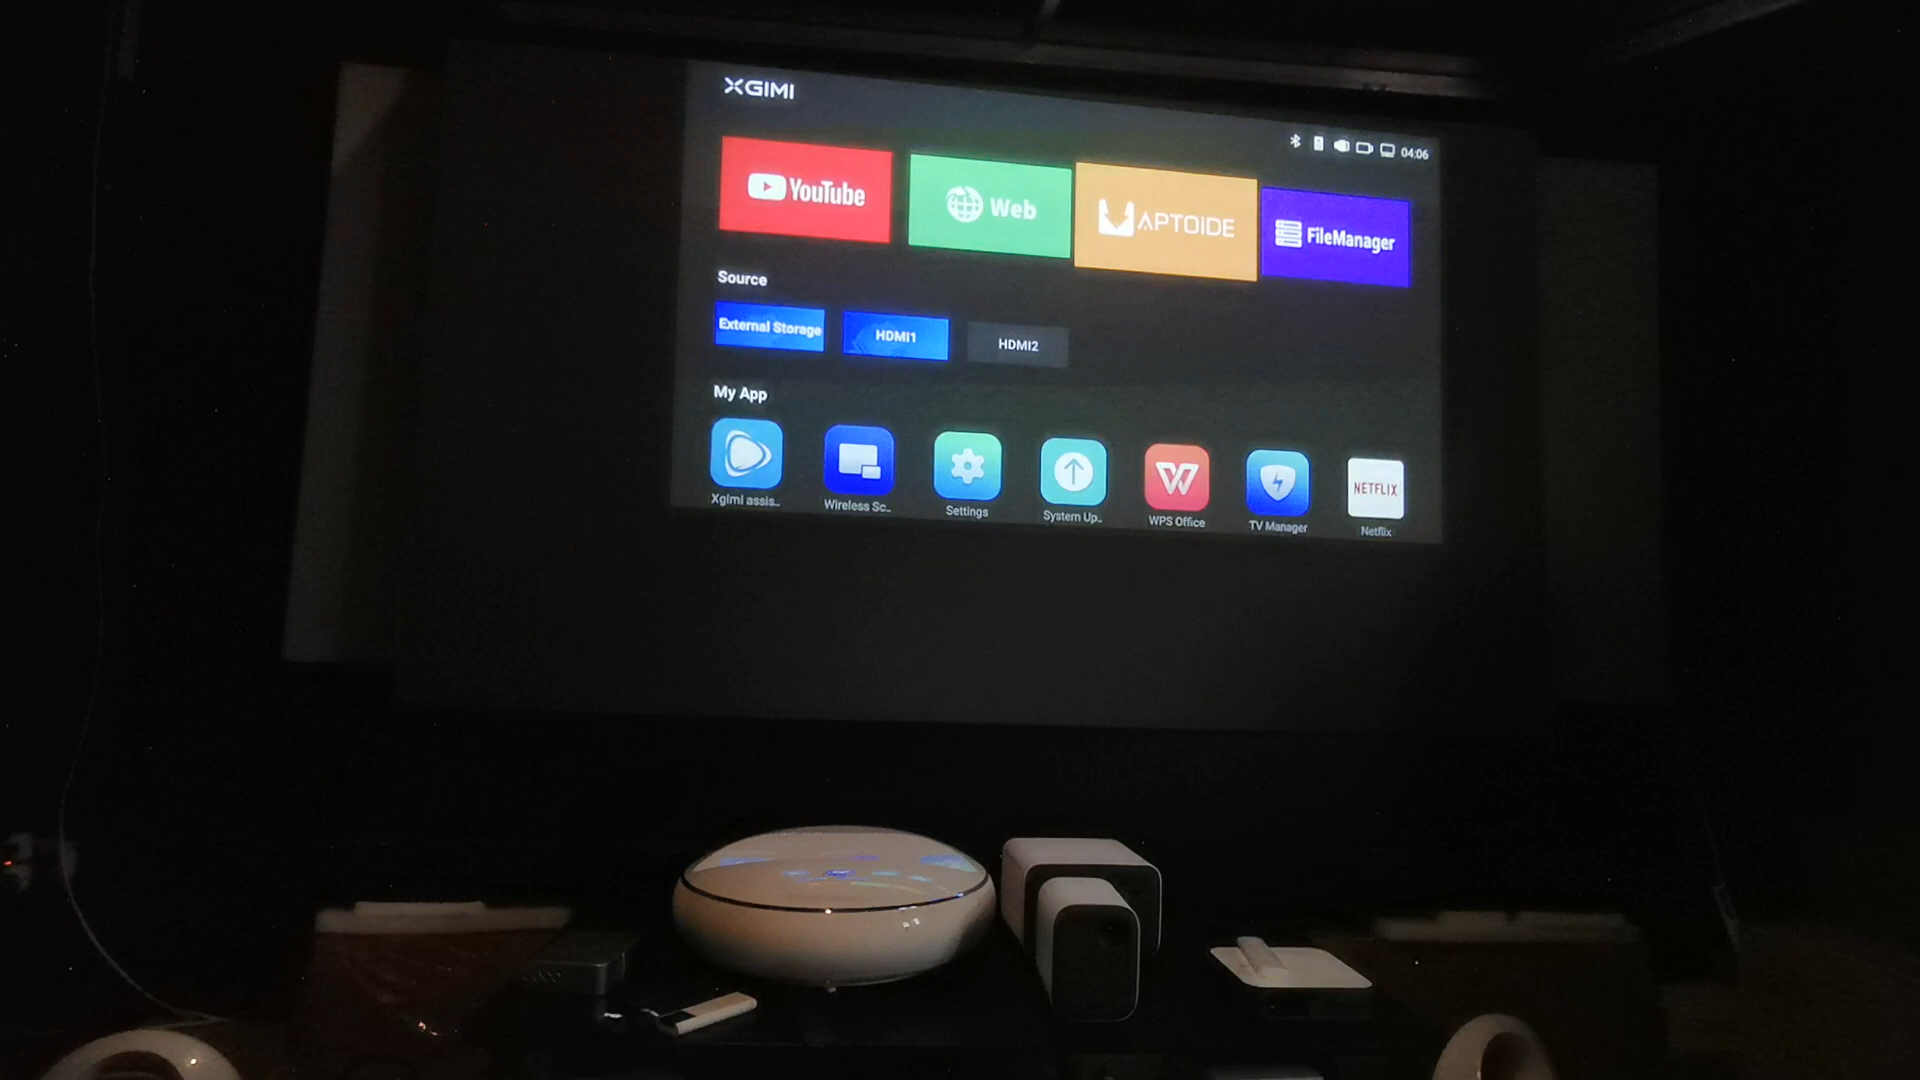 XGIMI
04:06
YouTube
Web
APTOIDE
FileManager
Source
External Storage
HDMI1
HDMI2
My App
Xgimi assis..
Wireless Sc..
Settings
System Up..
WPS Office
TV Manager
NETFLIX
Netflix